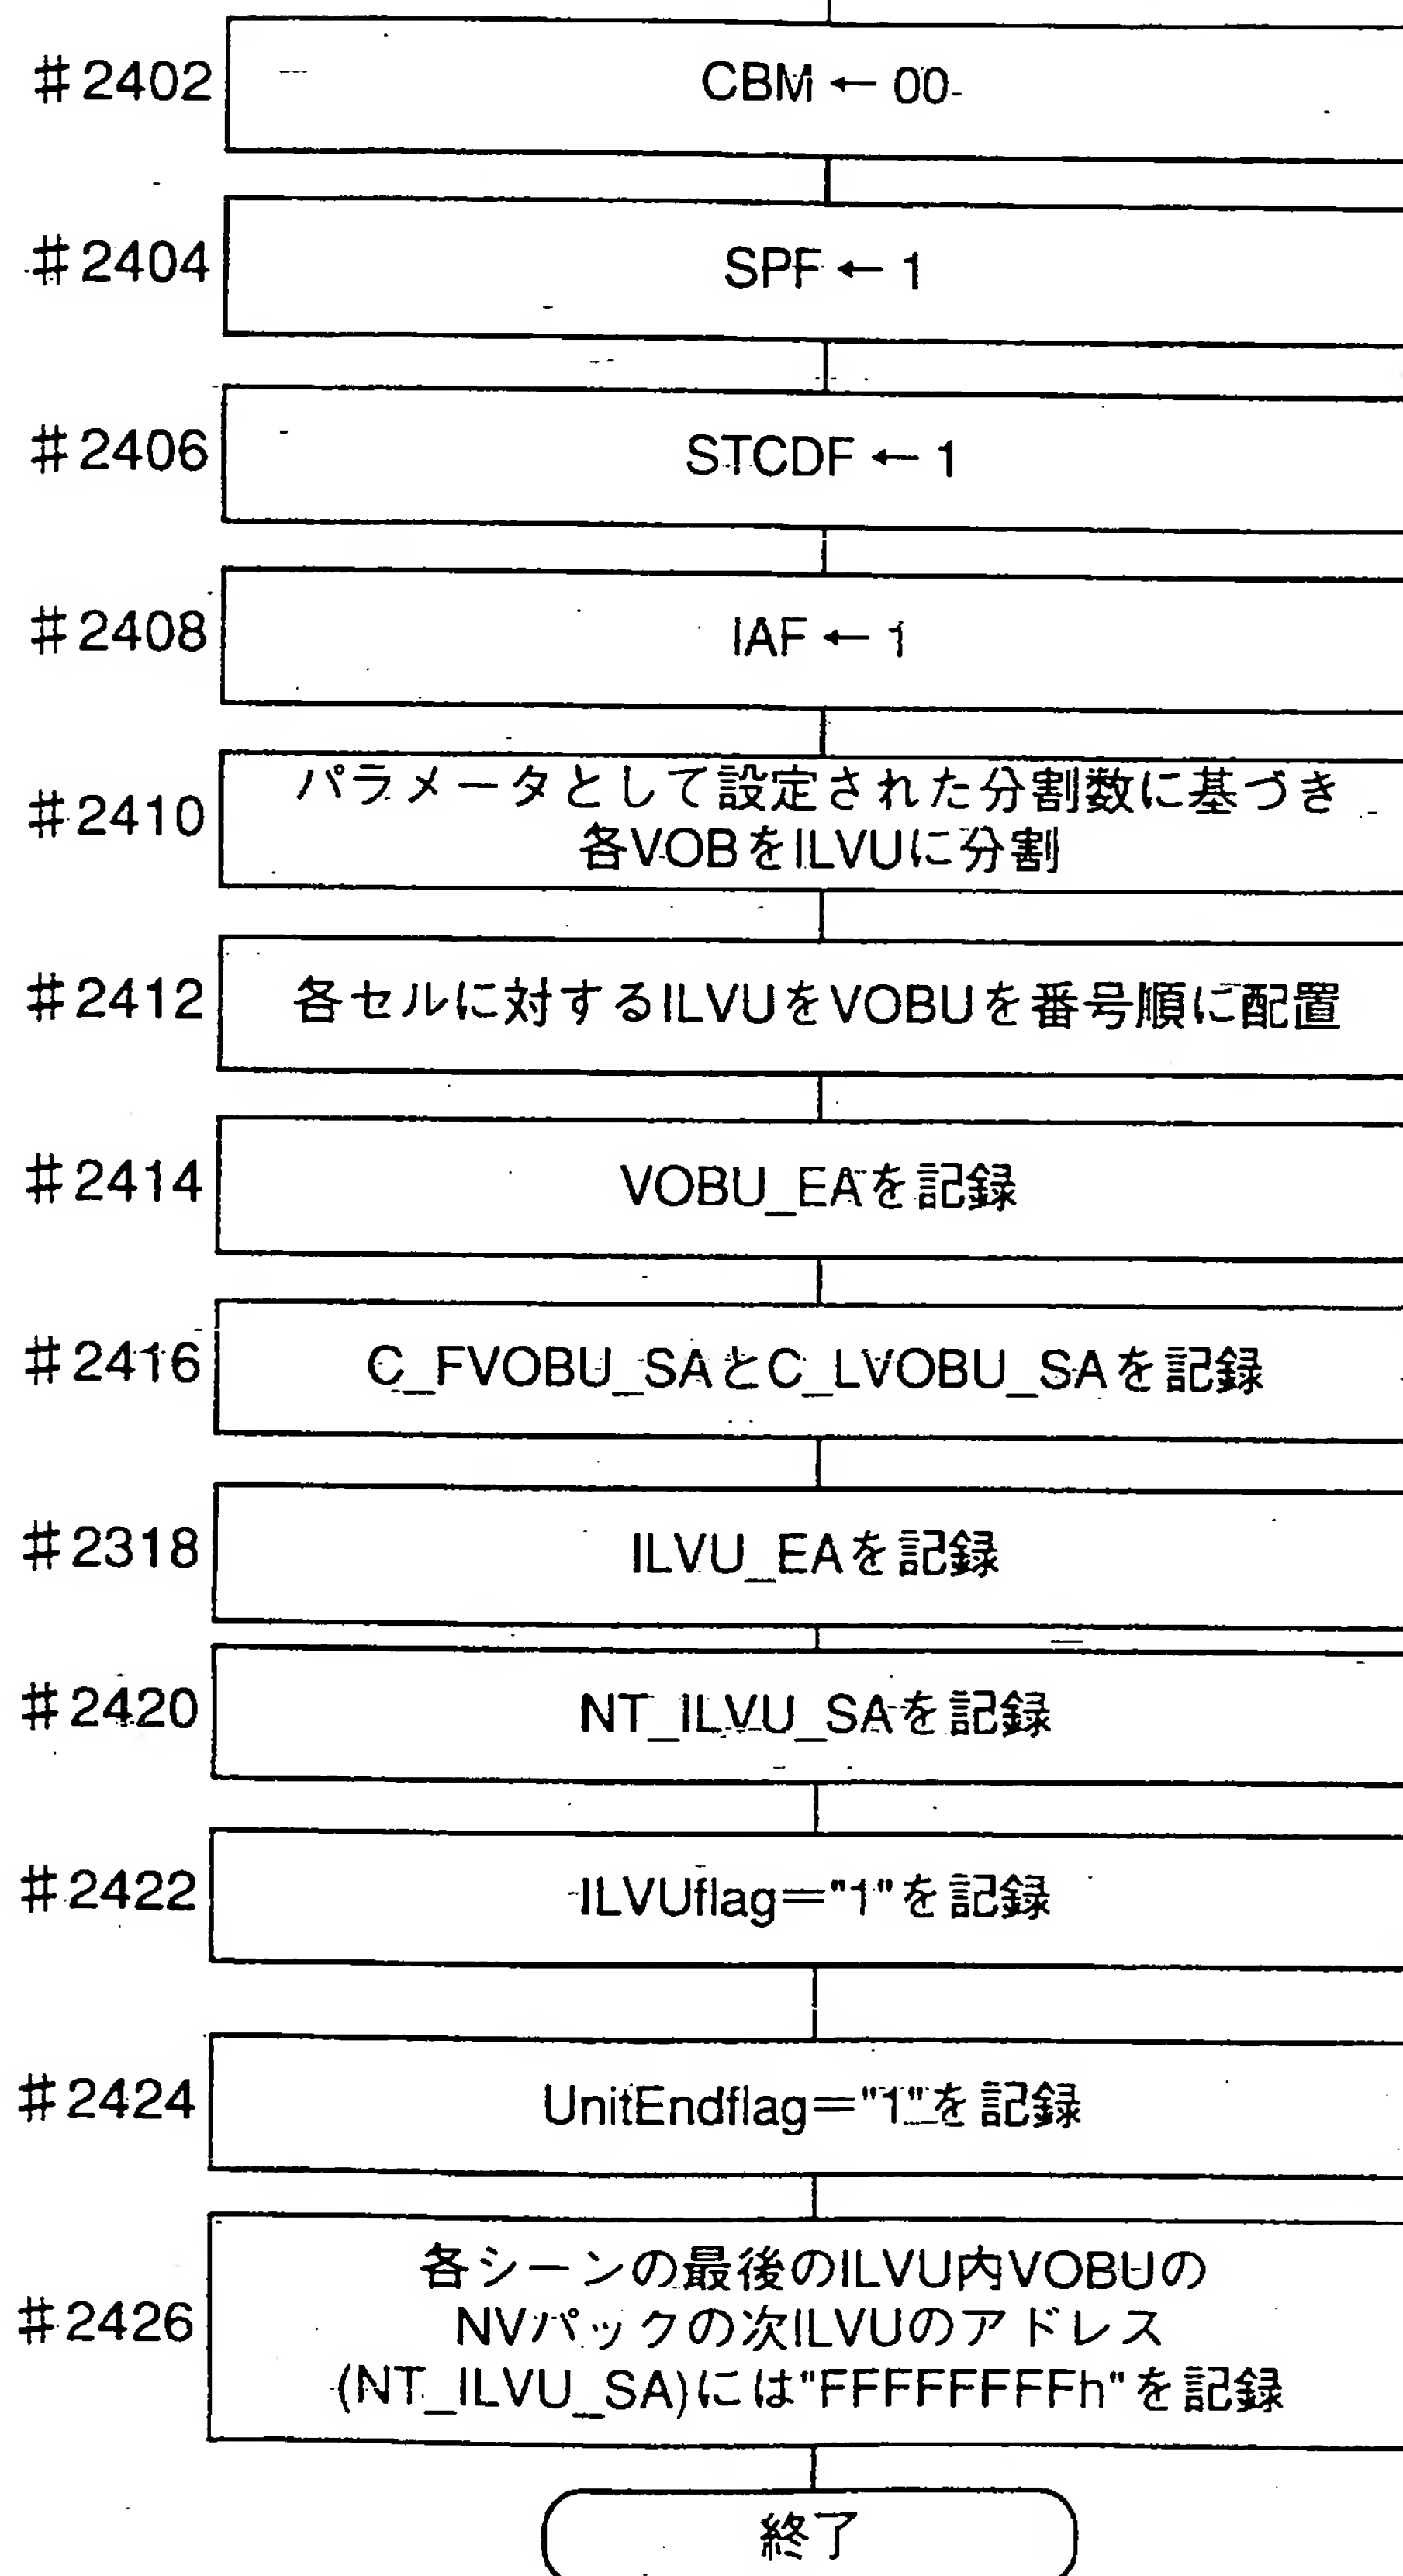 #2402 CBM ← 00
#2404 SPF ← 1
#2406 STCDF ← 1
#2408 IAF ← 1
#2410 パラメータとして設定された分割数に基づき
各VOBをILVUに分割
#2412 各セルに対するILVUをVOBUを番号順に配置
#2414 VOBU_EAを記録
#2416 C_FVOBU_SAとC_LVOBU_SAを記録
#2318 ILVU_EAを記録
#2420 NT_ILVU_SAを記録
#2422 ILVUflag="1"を記録
#2424 UnitEndflag="1"を記録
#2426 各シーンの最後のILVU内VOBUの
NVパックの次ILVUのアドレス
(NT_ILVU_SA)には"FFFFFFFFh"を記録
終了